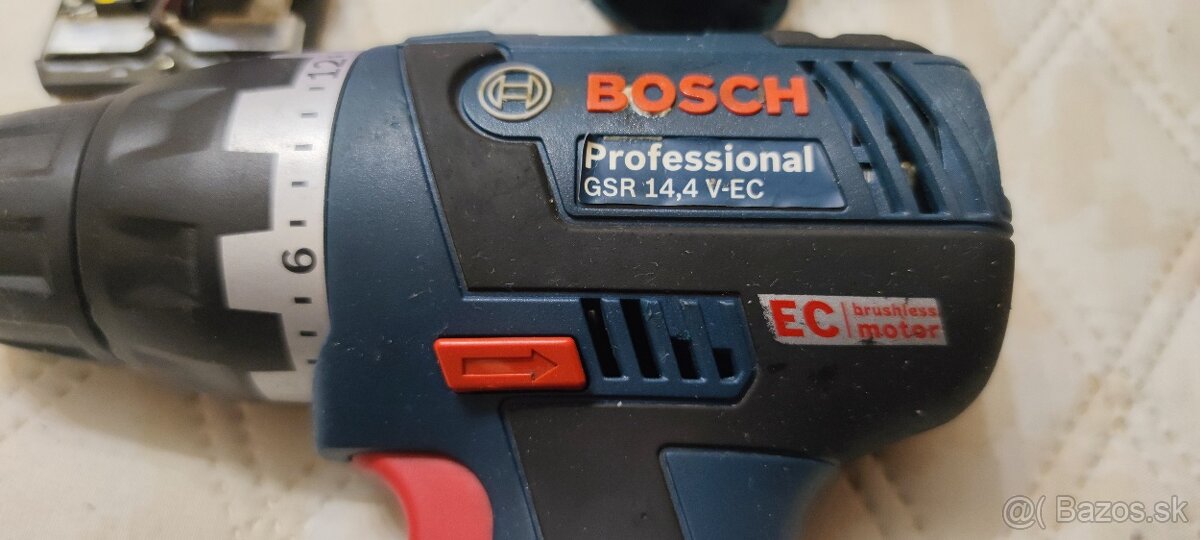 12
BOSCH
Professional
GSR 14,4 V-EC
6
EC brushless motor
@( Bazos.sk